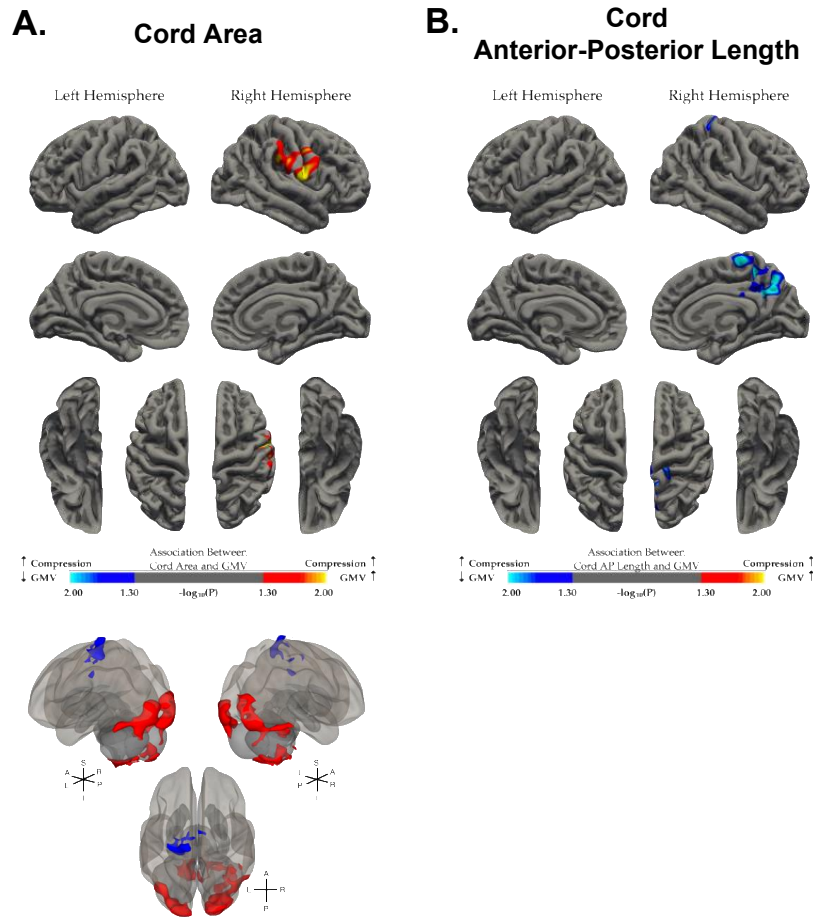 A.
Cord Area
Left Hemisphere Right Hemisphere
Association Between
↑ Compression Cord Area and GMV Compression ↑
↓ GMV GMV ↑
2.00 1.30 -log₁₀(P) 1.30 2.00
S
A R
L P
I
S
L A
P R
I
A
L R
P
B.
Cord
Anterior-Posterior Length
Left Hemisphere Right Hemisphere
Association Between
↑ Compression Cord AP Length and GMV Compression ↑
↓ GMV GMV ↑
2.00 1.30 -log₁₀(P) 1.30 2.00